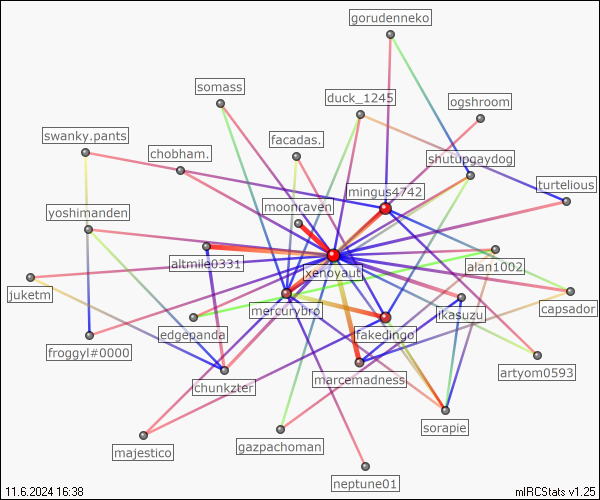 gorudenneko
somass
duck_1245
ogshroom
swanky.pants
facadas.
chobham.
shutupgaydog
mingus4742
turtelious
moonraven
yoshimanden
altmile0331
xenoyaut
alan1002
juketm
mercurybro
ikasuzu
capsador
edgepanda
fakedingo
froggyl#0000
artyom0593
chunkzter
marcemadness
sorapie
majestico
gazpachoman
neptune01
11.6.2024 16:38
mIRCStats v1.25